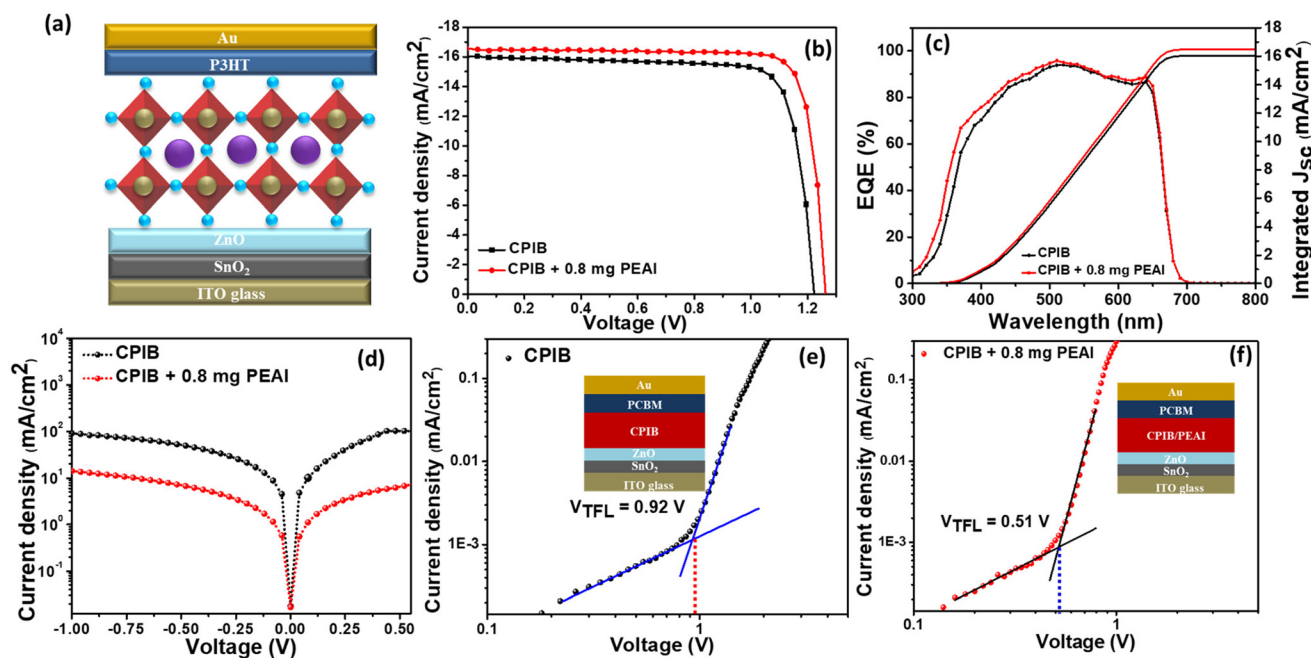 (a)
Au
P3HT
ZnO
SnO₂
ITO glass
(b)
Current density (mA/cm²)
-18
-16
-14
-12
-10
-8
-6
-4
-2
0
CPIB
CPIB + 0.8 mg PEAI
0.0 0.2 0.4 0.6 0.8 1.0 1.2
Voltage (V)
(c)
EQE (%)
100
80
60
40
20
0
CPIB
CPIB + 0.8 mg PEAI
18
16
14
12
10
8
6
4
2
0
Integrated Jsc (mA/cm²)
300 400 500 600 700 800
Wavelength (nm)
(d)
Current density (mA/cm²)
10⁴
10³
10²
10¹
10⁰
10⁻¹
CPIB
CPIB + 0.8 mg PEAI
-1.00 -0.75 -0.50 -0.25 0.00 0.25 0.50
Voltage (V)
(e)
Current density (mA/cm²)
0.1
0.01
1E-3
CPIB
Au
PCBM
CPIB
ZnO
SnO₂
ITO glass
V_TFL = 0.92 V
0.1 1
Voltage (V)
(f)
Current density (mA/cm²)
0.1
0.01
1E-3
CPIB + 0.8 mg PEAI
Au
PCBM
CPIB/PEAI
ZnO
SnO₂
ITO glass
V_TFL = 0.51 V
0.1 1
Voltage (V)